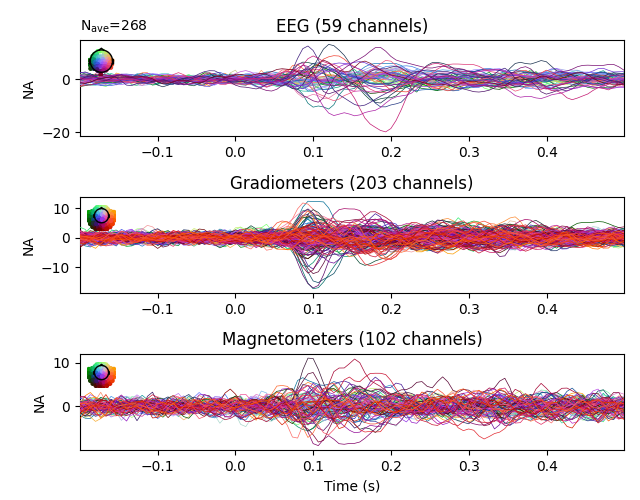 N_ave=268
EEG (59 channels)
NA
0
−20
−0.1 0.0 0.1 0.2 0.3 0.4
Gradiometers (203 channels)
NA
10
0
−10
−0.1 0.0 0.1 0.2 0.3 0.4
Magnetometers (102 channels)
NA
10
0
−0.1 0.0 0.1 0.2 0.3 0.4
Time (s)